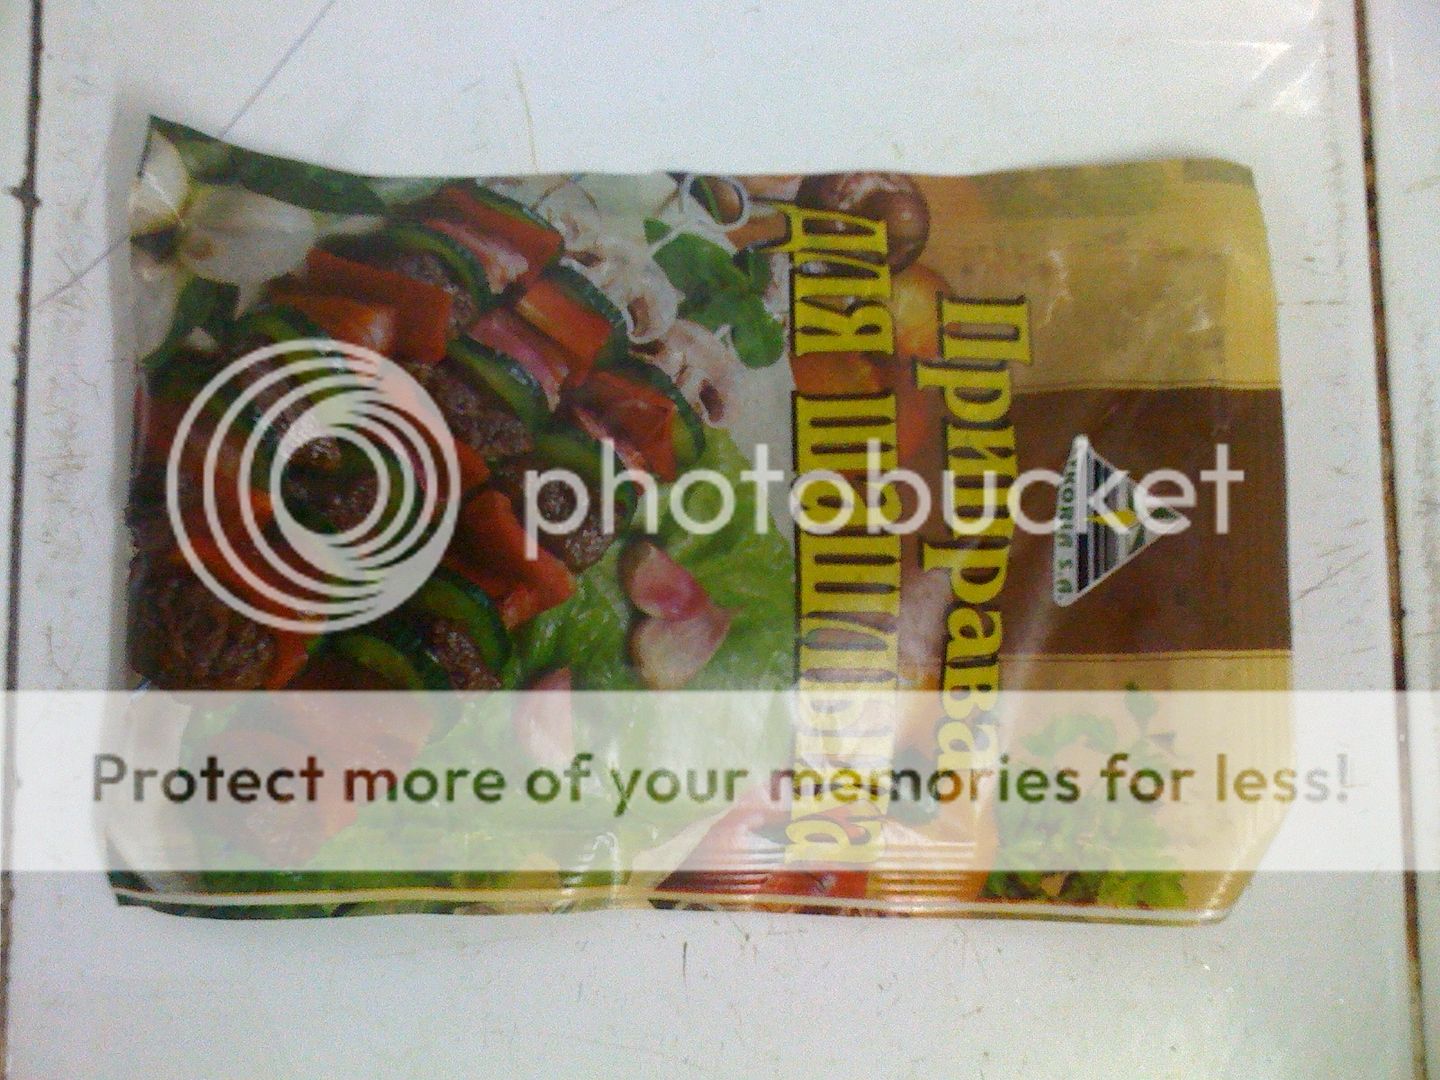 Приправа
для шашлыка
photobucket
Protect more of your memories for less!